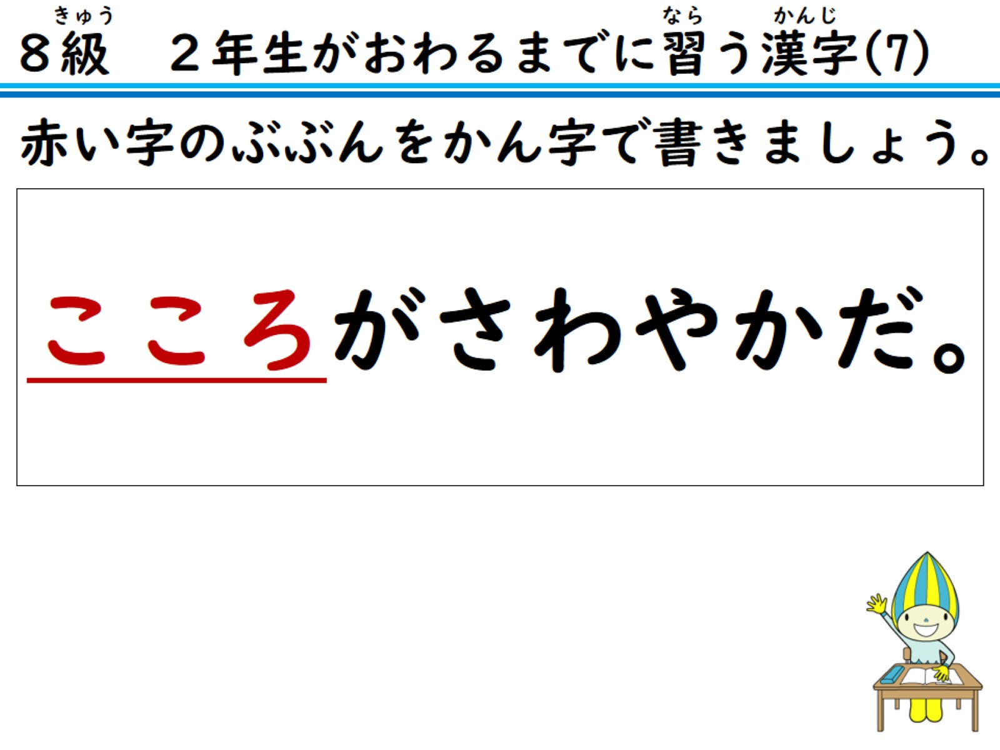 きゅう なら かんじ
８級　２年生がおわるまでに習う漢字(7)
赤い字のぶぶんをかん字で書きましょう。
こころがさわやかだ。